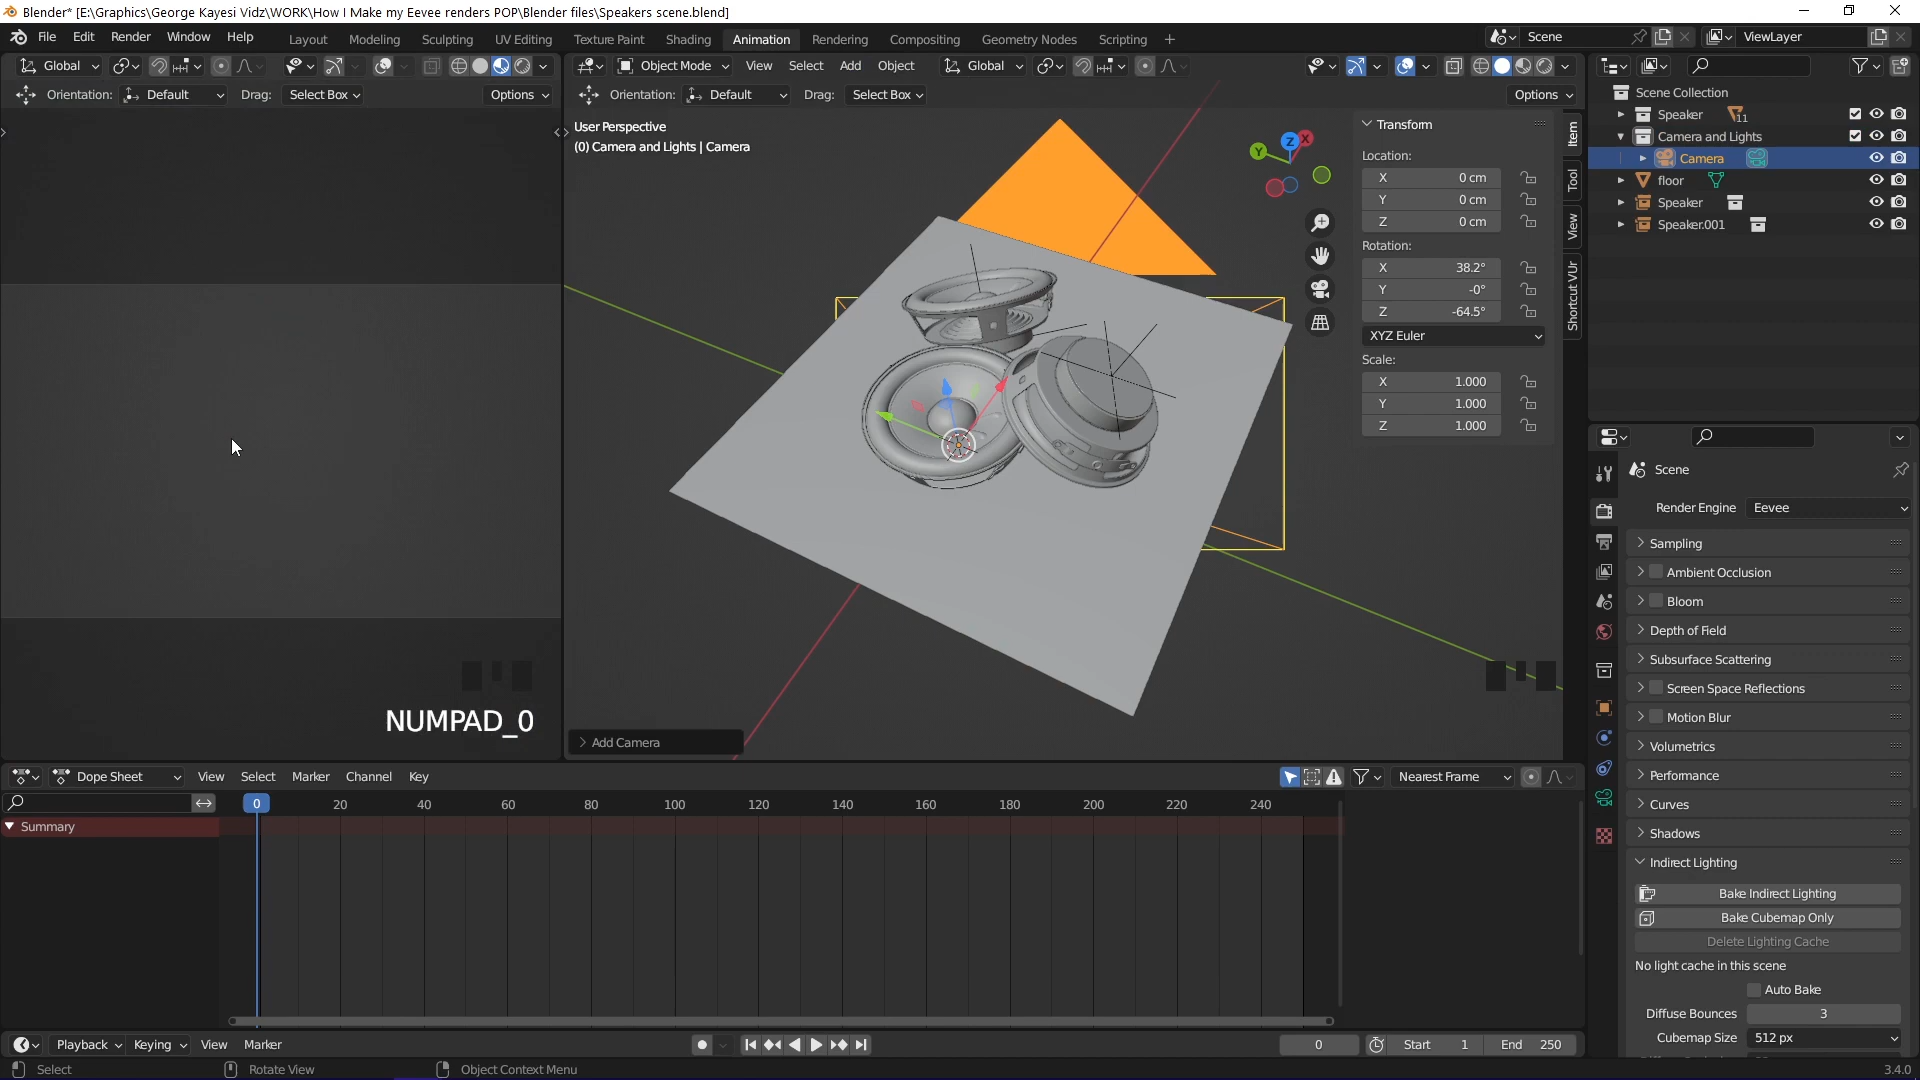 Blender* [E:\Graphics\George Kayesi Vidz\WORK\How I Make my Eevee renders POP\Blender files\Speakers scene.blend]
File Edit Render Window Help Layout Modeling Sculpting UV Editing Texture Paint Shading Animation Rendering Compositing Geometry Nodes Scripting + Scene ViewLayer
Global Object Mode View Select Add Object Global
Orientation: Default Drag: Select Box Options Orientation: Default Drag: Select Box Options
Scene Collection
Speaker 11
Camera and Lights
Camera
floor
Speaker
Speaker.001
User Perspective
(0) Camera and Lights | Camera
Z X Y
Transform
Location:
X 0 cm
Y 0 cm
Z 0 cm
Rotation:
X 38.2°
Y -0°
Z -64.5°
XYZ Euler
Scale:
X 1.000
Y 1.000
Z 1.000
Item
Tool
View
Shortcut VUr
NUMPAD_0
Add Camera
Scene
Render Engine Eevee
Sampling
Ambient Occlusion
Bloom
Depth of Field
Subsurface Scattering
Screen Space Reflections
Motion Blur
Volumetrics
Performance
Curves
Shadows
Indirect Lighting
Bake Indirect Lighting
Bake Cubemap Only
Delete Lighting Cache
No light cache in this scene
Auto Bake
Diffuse Bounces 3
Cubemap Size 512 px
Dope Sheet View Select Marker Channel Key Nearest Frame
0 20 40 60 80 100 120 140 160 180 200 220 240
Summary
Playback Keying View Marker 0 Start 1 End 250
Select Rotate View Object Context Menu 3.4.0